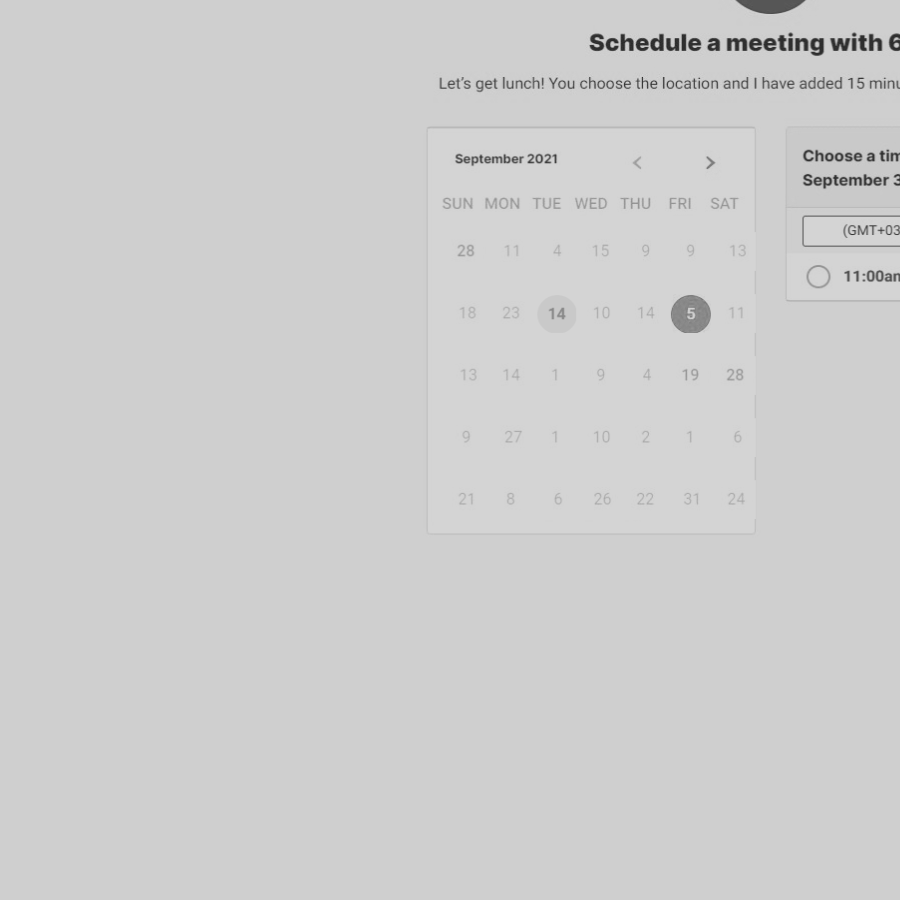 Schedule a meeting with 6
Let's get lunch! You choose the location and I have added 15
September 2021
SUN MON TUE WED THU FRI SAT
28 11 4 15 9 9 13
18 23 14 10 14 5 11
13 14 1 9 4 19 28
9 27 1 10 2 1 6
21 8 6 26 22 31 24
Choose a
September 3
(GMT+03
11:00am